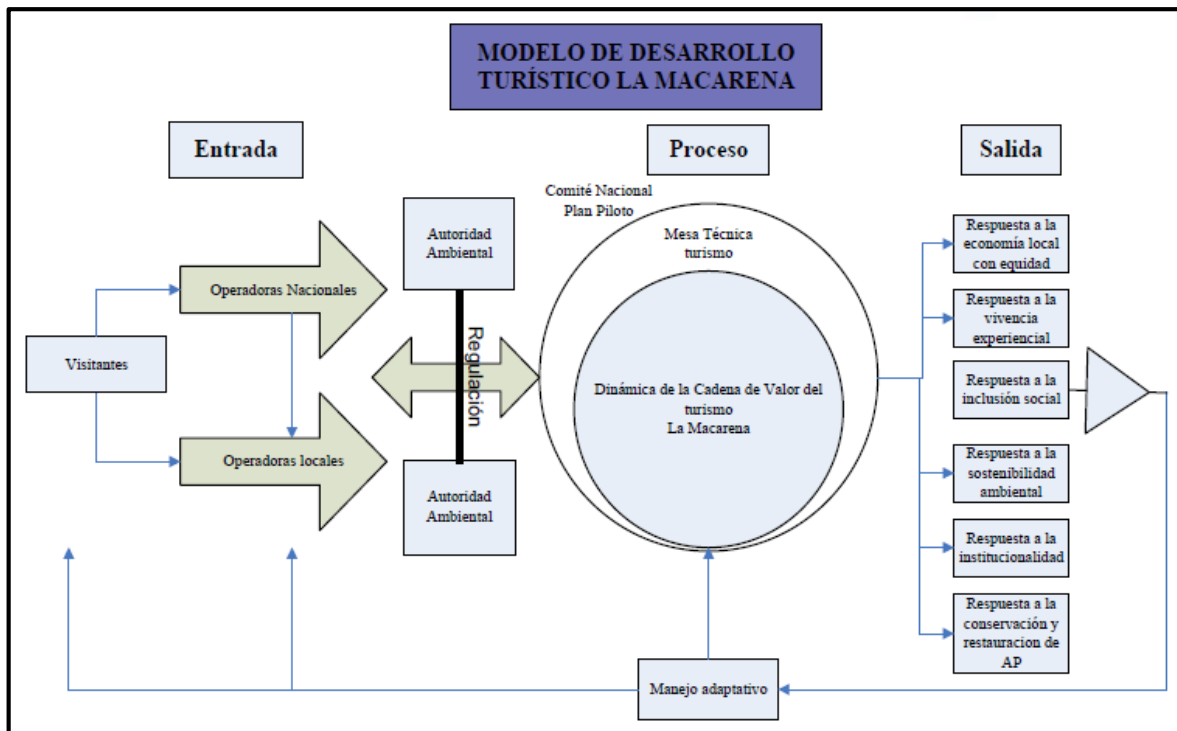 MODELO DE DESARROLLO
TURÍSTICO LA MACARENA
Entrada
Proceso
Salida
Visitantes
Operadoras Nacionales
Operadoras locales
Autoridad
Ambiental
Regulación
Autoridad
Ambiental
Comité Nacional
Plan Piloto
Mesa Técnica
turismo
Dinámica de la Cadena de Valor del
turismo
La Macarena
Respuesta a la
economía local
con equidad
Respuesta a la
vivencia
experiencial
Respuesta a la
inclusión social
Respuesta a la
sostenibilidad
ambiental
Respuesta a la
institucionalidad
Respuesta a la
conservación y
restauracion de
AP
Manejo adaptativo